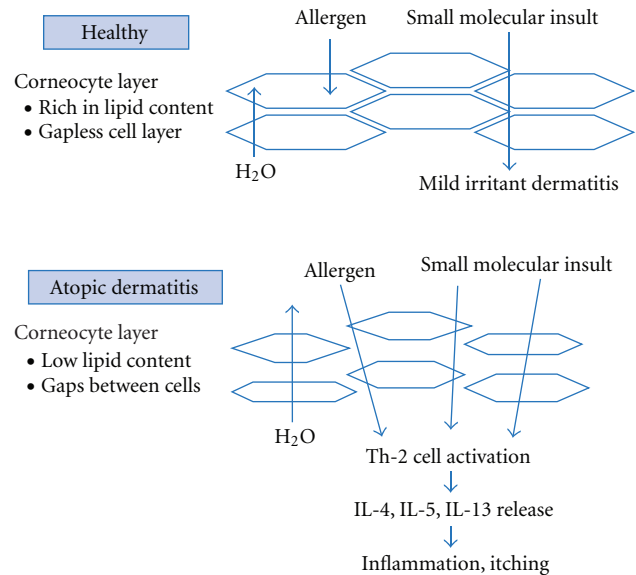 Healthy
Allergen
Small molecular insult
Corneocyte layer
• Rich in lipid content
• Gapless cell layer
H₂O
Mild irritant dermatitis
Atopic dermatitis
Allergen
Small molecular insult
Corneocyte layer
• Low lipid content
• Gaps between cells
H₂O
Th-2 cell activation
IL-4, IL-5, IL-13 release
Inflammation, itching